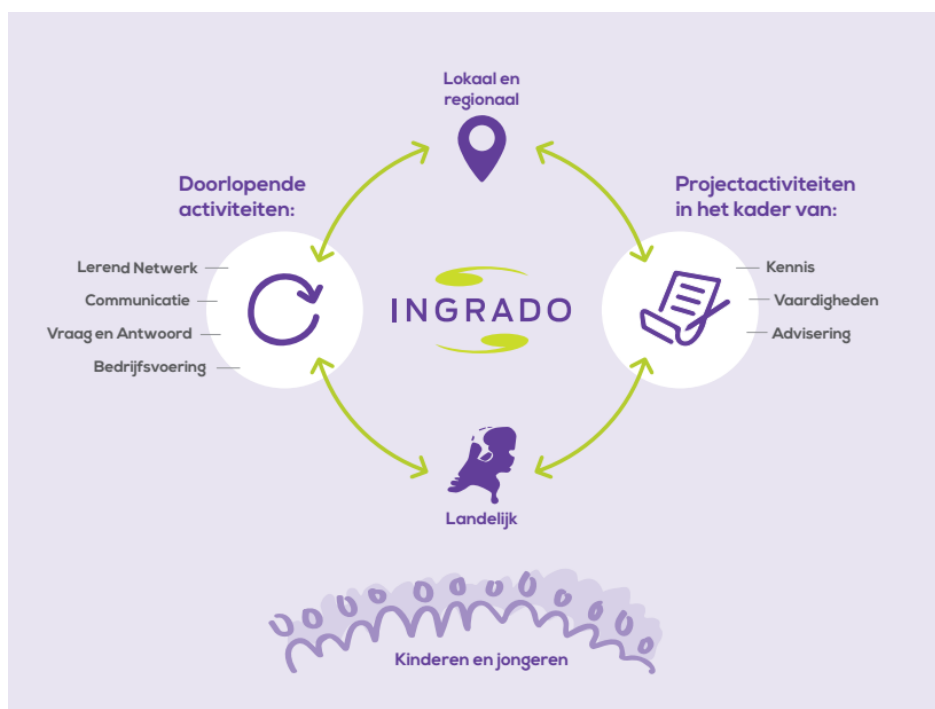 Lokaal en
regionaal
Doorlopende
activiteiten:
Lerend Netwerk
Communicatie
Vraag en Antwoord
Bedrijfsvoering
INGRADO
Projectactiviteiten
in het kader van:
Kennis
Vaardigheden
Advisering
Landelijk
Kinderen en jongeren